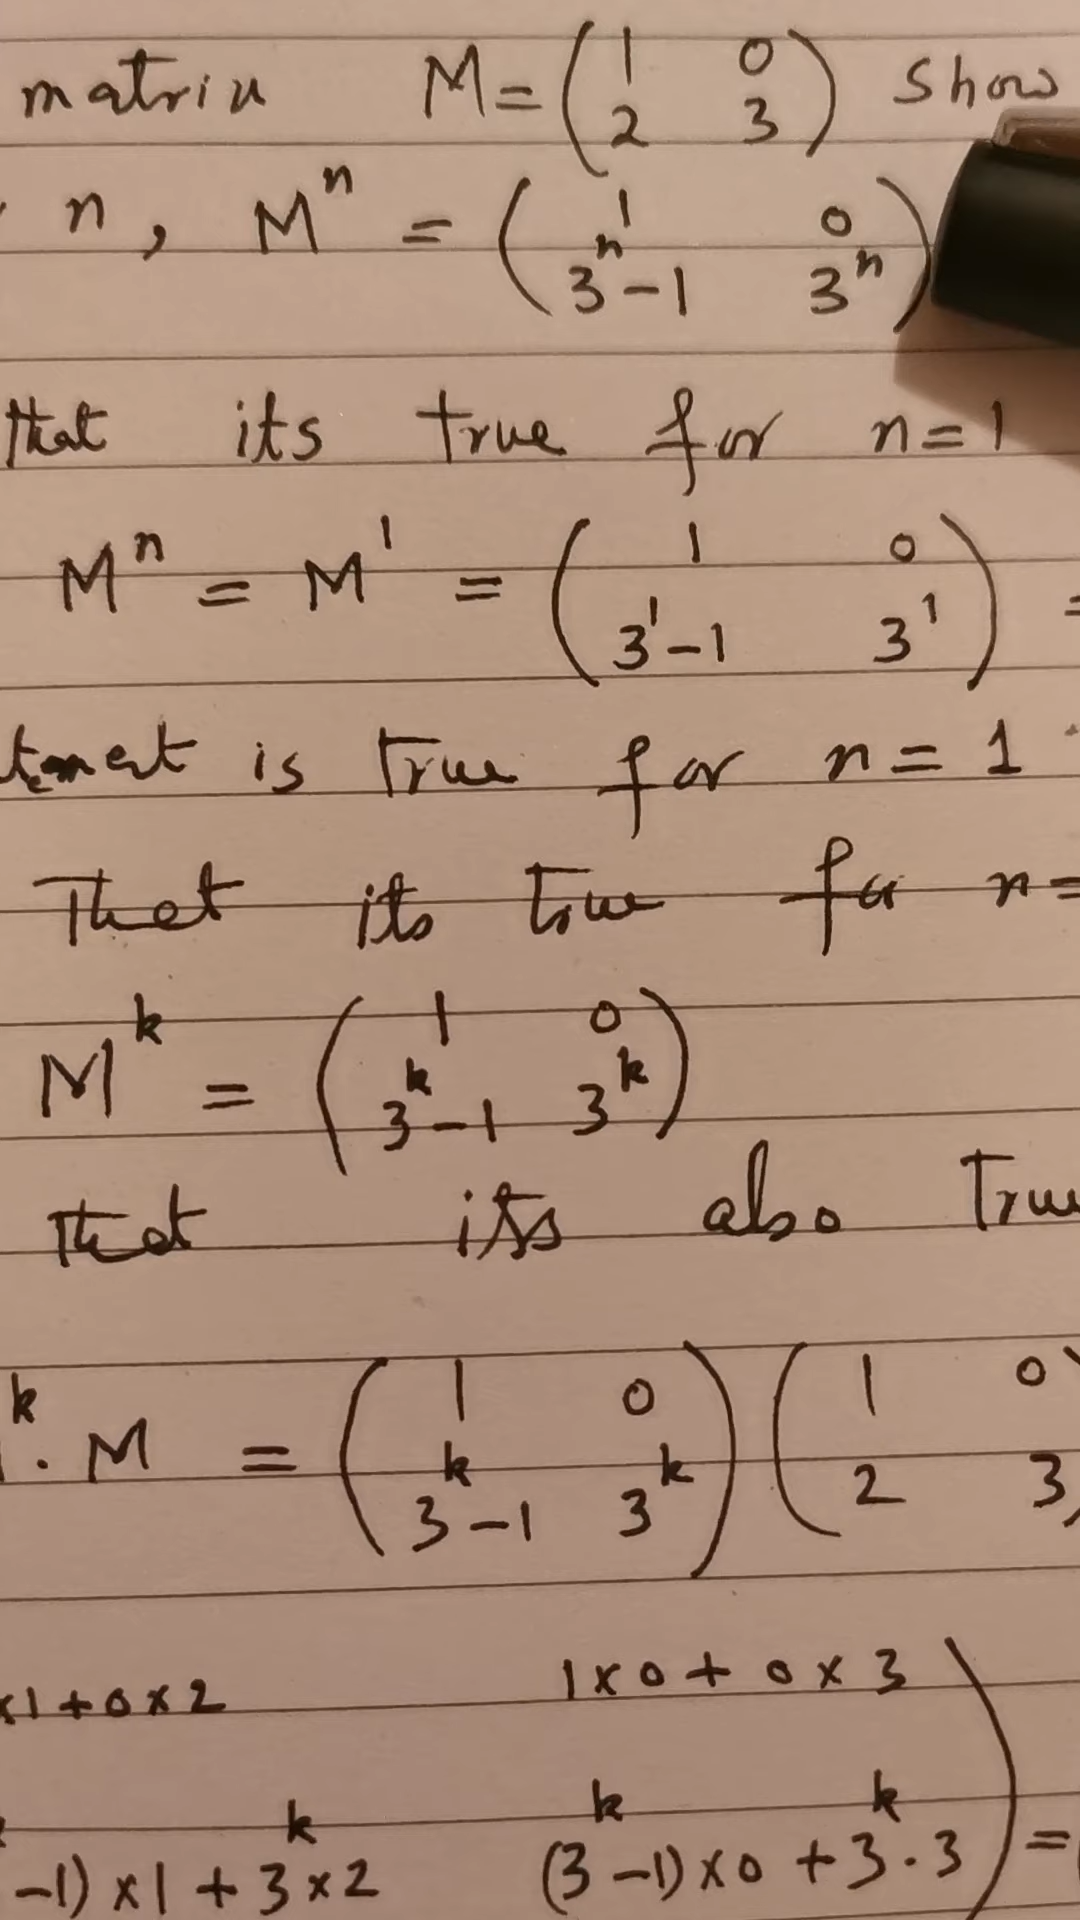 matrix M = ( 1 0 ) Show
2 3
n , M^n = ( 1 0 )
3^n - 1 3^n
that its true for n = 1
M^n = M^1 = ( 1 0 ) =
3^1 - 1 3^1
tement is true for n = 1
That its true for n =
M^k = ( 1 0 )
3^k - 1 3^k
that its also True
k . M = ( 1 0 ) ( 1 0 )
3^k - 1 3^k 2 3
x1 + 0 x 2 1 x 0 + 0 x 3 ) =
-1) x 1 + 3^k x 2 (3^k - 1) x 0 + 3^k . 3